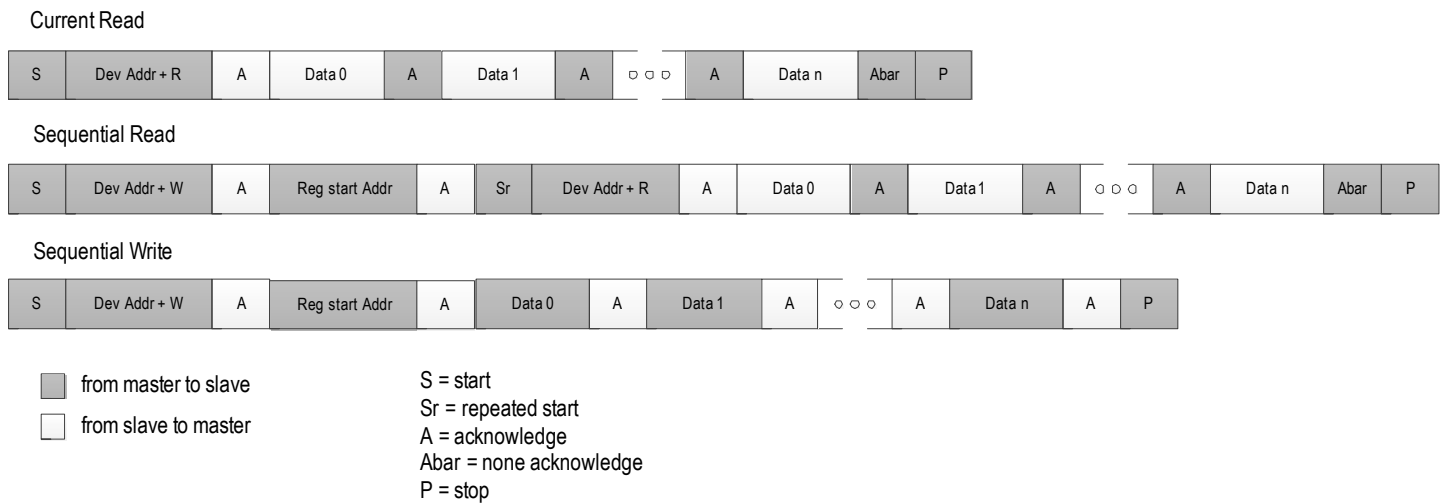 Current Read
S Dev Addr + R A Data 0 A Data 1 A A Data n Abar P
Sequential Read
S Dev Addr + W A Reg start Addr A Sr Dev Addr + R A Data 0 A Data 1 A A Data n Abar P
Sequential Write
S Dev Addr + W A Reg start Addr A Data 0 A Data 1 A A Data n A P
from master to slave
from slave to master
S = start
Sr = repeated start
A = acknowledge
Abar = none acknowledge
P = stop